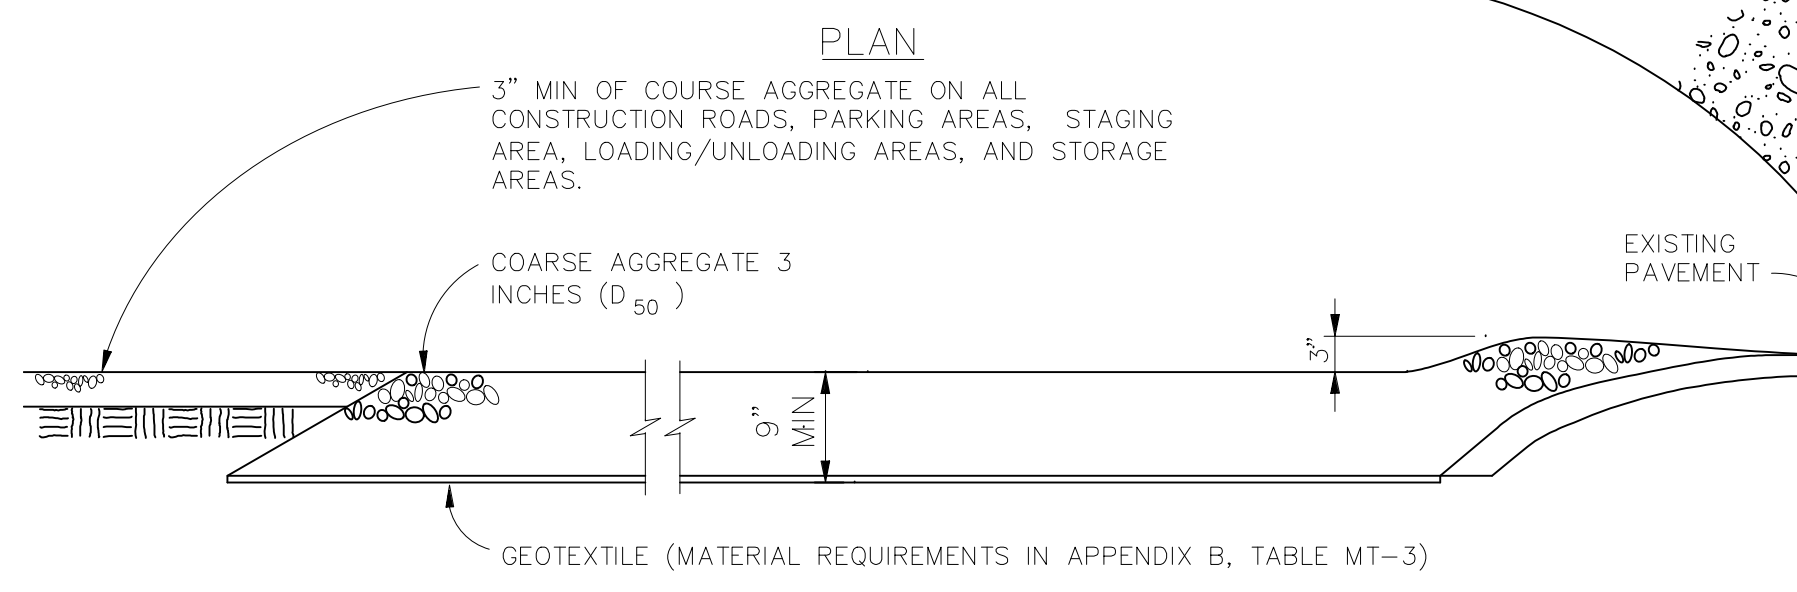 PLAN
3” MIN OF COURSE AGGREGATE ON ALL
CONSTRUCTION ROADS, PARKING AREAS, STAGING
AREA, LOADING/UNLOADING AREAS, AND STORAGE
AREAS.
EXISTING
PAVEMENT
COARSE AGGREGATE 3
INCHES (D 50 )
3”
9”
MIN
GEOTEXTILE (MATERIAL REQUIREMENTS IN APPENDIX B, TABLE MT-3)